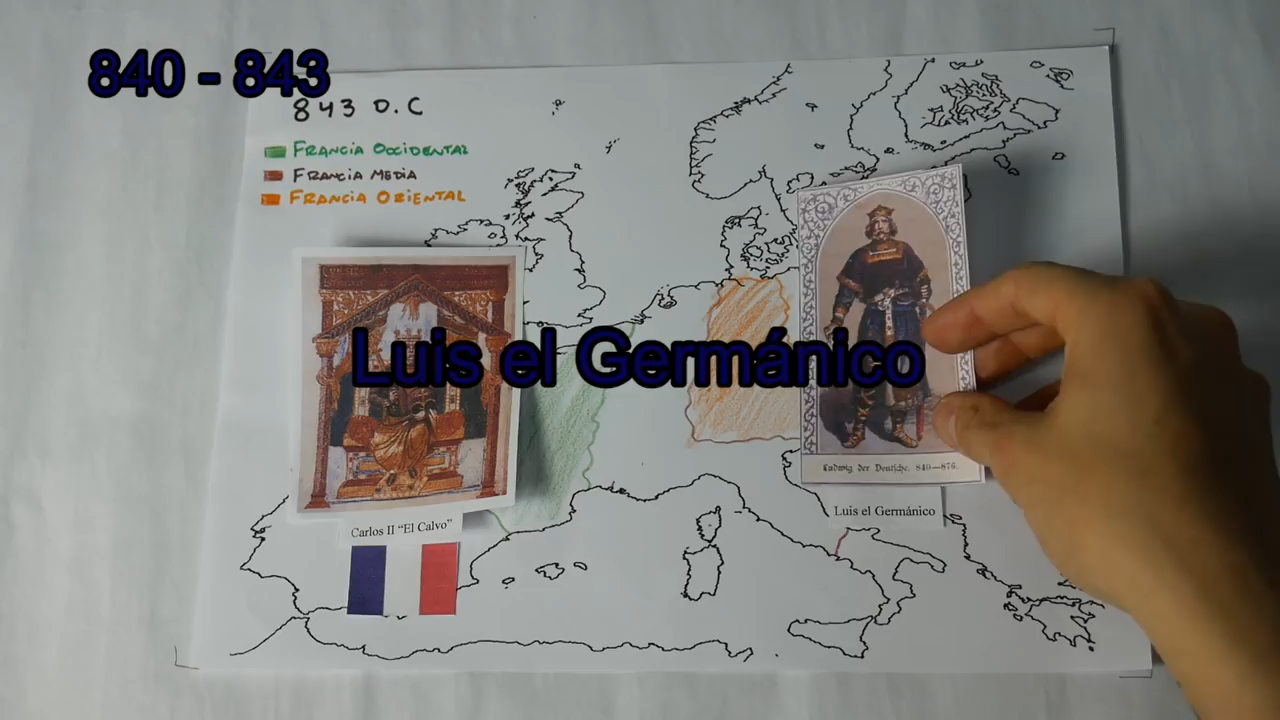 840 - 843
843 D.C
FRANCIA OCCIDENTAL
FRANCIA MEDIA
FRANCIA ORIENTAL
Luis el Germánico
Ludwig der Deutsche. 840–876.
Luis el Germánico
Carlos II “El Calvo”